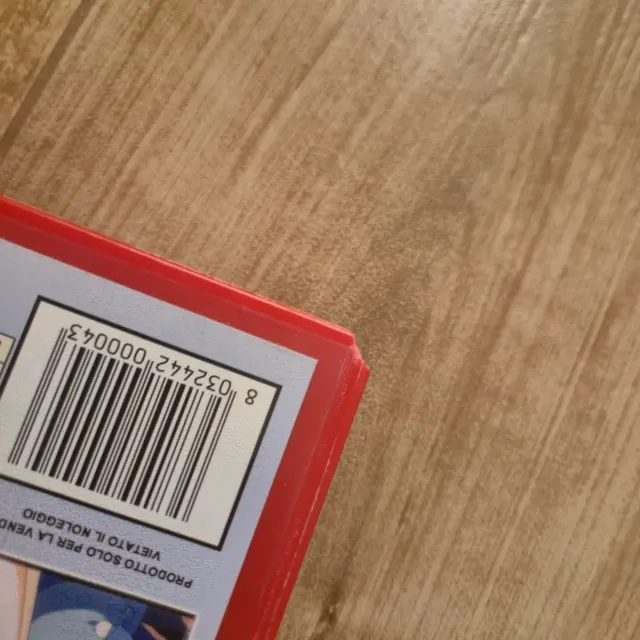 PRODOTTO SOLO PER LA VEND
VIETATO IL NOLEGGIO
8 032442 000043